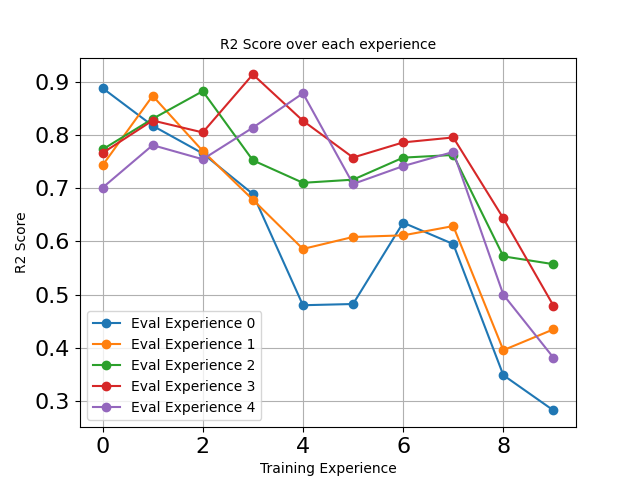 R2 Score over each experience
0.9
0.8
0.7
0.6
0.5
0.4
0.3
R2 Score
Eval Experience 0
Eval Experience 1
Eval Experience 2
Eval Experience 3
Eval Experience 4
0 2 4 6 8
Training Experience